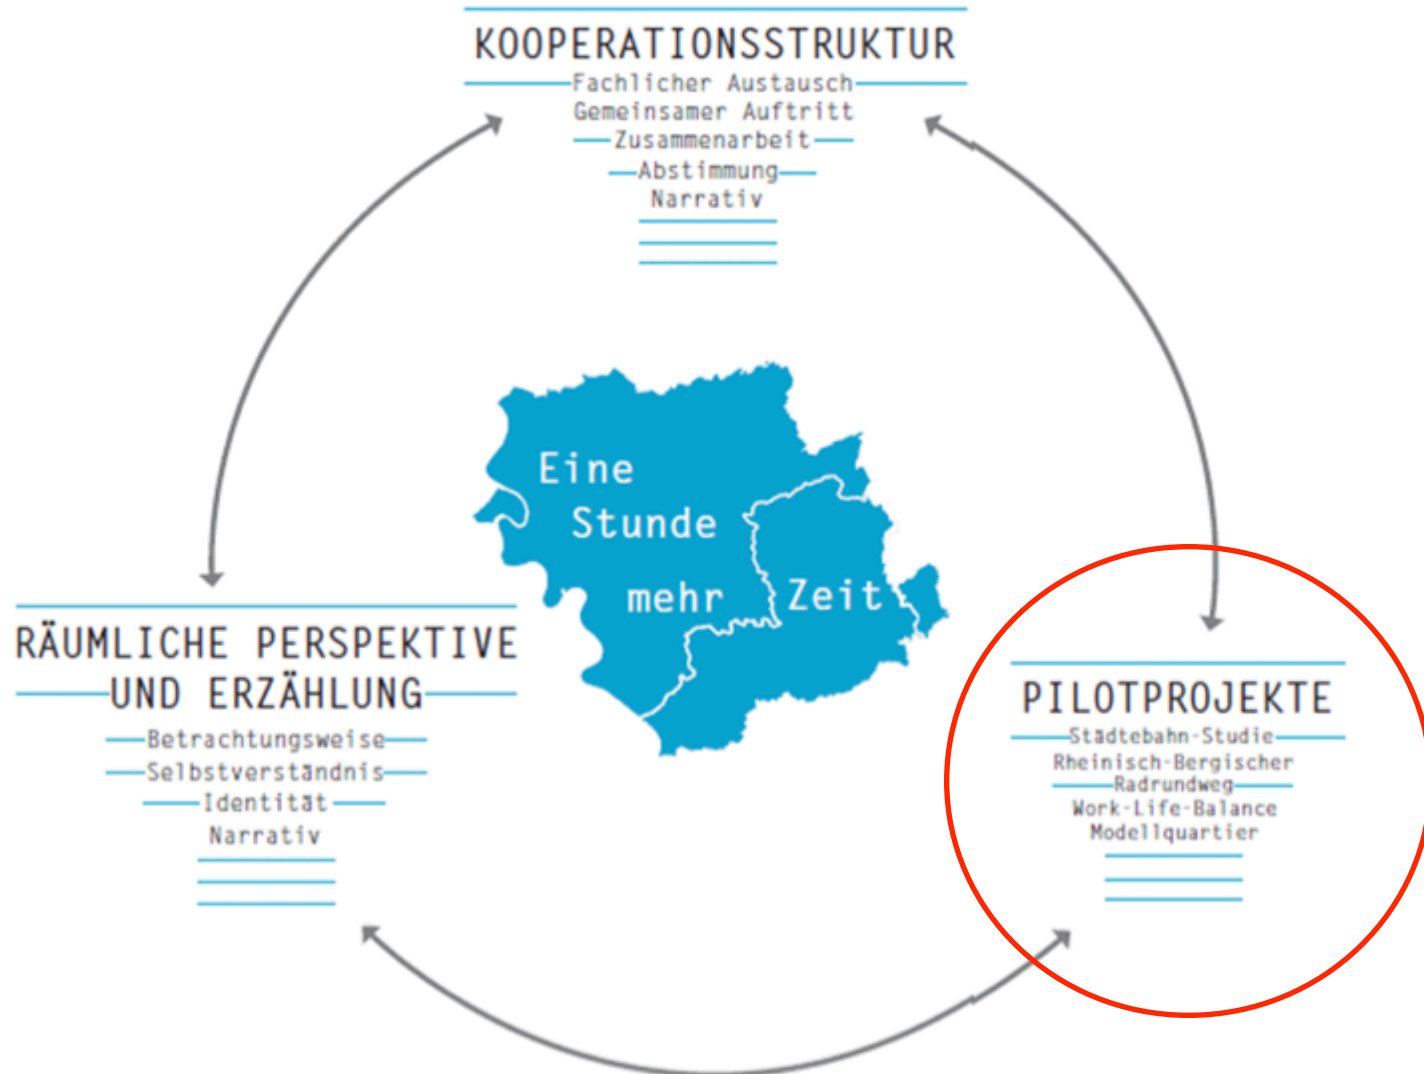 KOOPERATIONSSTRUKTUR
Fachlicher Austausch
Gemeinsamer Auftritt
Zusammenarbeit
Abstimmung
Narrativ
Eine
Stunde
mehr Zeit
RÄUMLICHE PERSPEKTIVE
UND ERZÄHLUNG
Betrachtungsweise
Selbstverständnis
Identität
Narrativ
PILOTPROJEKTE
Städtebahn-Studie
Rheinisch-Bergischer
Radrundweg
Work-Life-Balance
Modellquartier